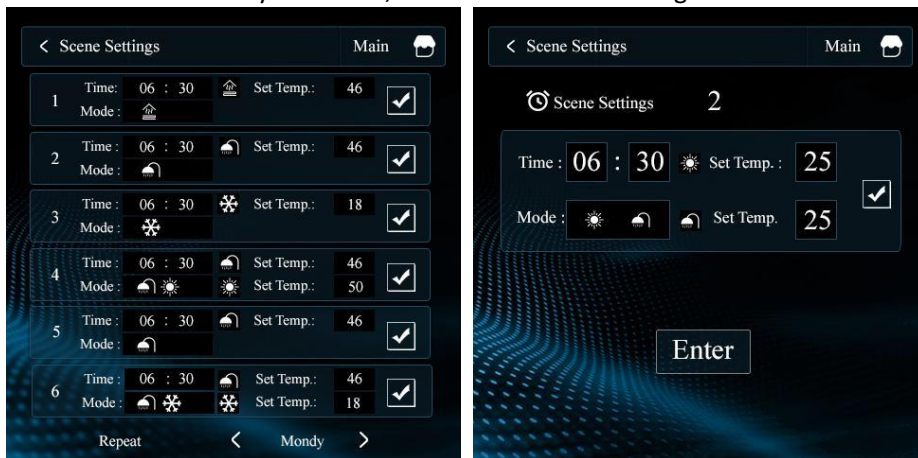 < Scene Settings Main
1 Time: 06 : 30 Set Temp.: 46
Mode :
2 Time : 06 : 30 Set Temp.: 46
Mode :
3 Time : 06 : 30 Set Temp.: 18
Mode :
4 Time : 06 : 30 Set Temp.: 46
Mode : Set Temp.: 50
5 Time : 06 : 30 Set Temp.: 46
Mode :
6 Time : 06 : 30 Set Temp.: 46
Mode : Set Temp.: 18
Repeat < Mondy >
< Scene Settings Main
Scene Settings 2
Time : 06 : 30 Set Temp. : 25
Mode : Set Temp. 25
Enter